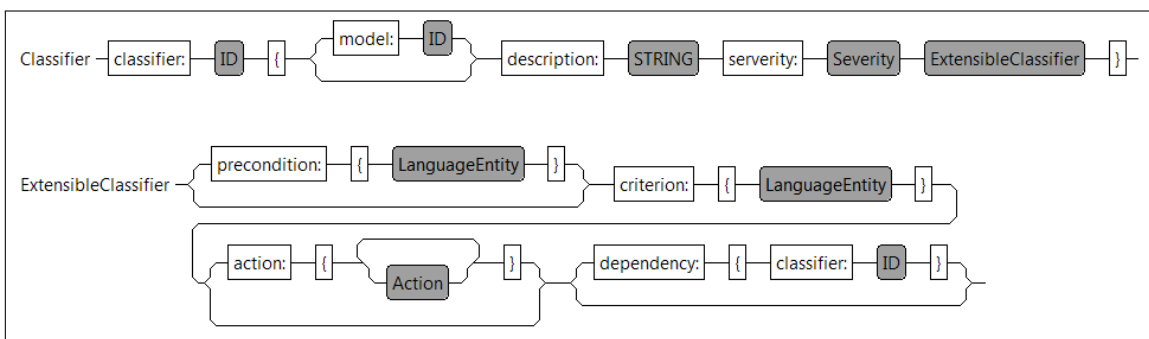 Classifier classifier: ID { model: ID description: STRING serverity: Severity ExtensibleClassifier }
ExtensibleClassifier precondition: { LanguageEntity } criterion: { LanguageEntity }
action: { Action } dependency: { classifier: ID }